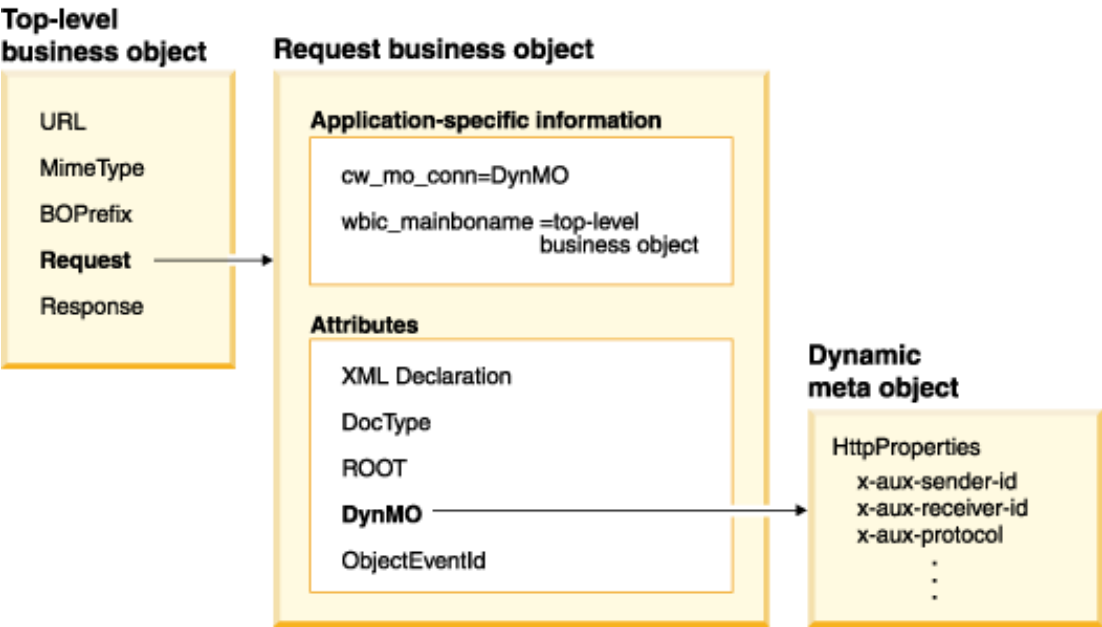 Top-level
business object
URL
MimeType
BOPrefix
Request
Response
Request business object
Application-specific information
cw_mo_conn=DynMO
wbic_mainboname =top-level
business object
Attributes
XML Declaration
DocType
ROOT
DynMO
ObjectEventId
Dynamic
meta object
HttpProperties
x-aux-sender-id
x-aux-receiver-id
x-aux-protocol